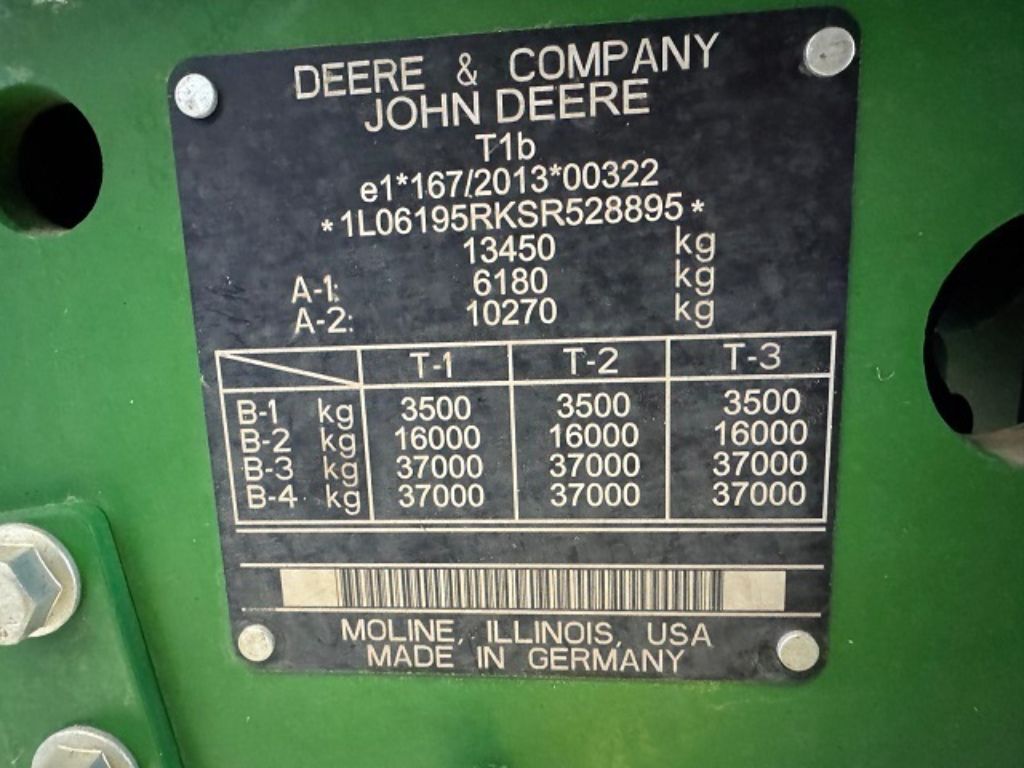 DEERE & COMPANY
JOHN DEERE
T1b
e1*167/2013*00322
*1L06195RKSR528895*
13450 kg
A-1: 6180 kg
A-2: 10270 kg
T-1 T-2 T-3
B-1 kg 3500 3500 3500
B-2 kg 16000 16000 16000
B-3 kg 37000 37000 37000
B-4 kg 37000 37000 37000
MOLINE, ILLINOIS, USA
MADE IN GERMANY